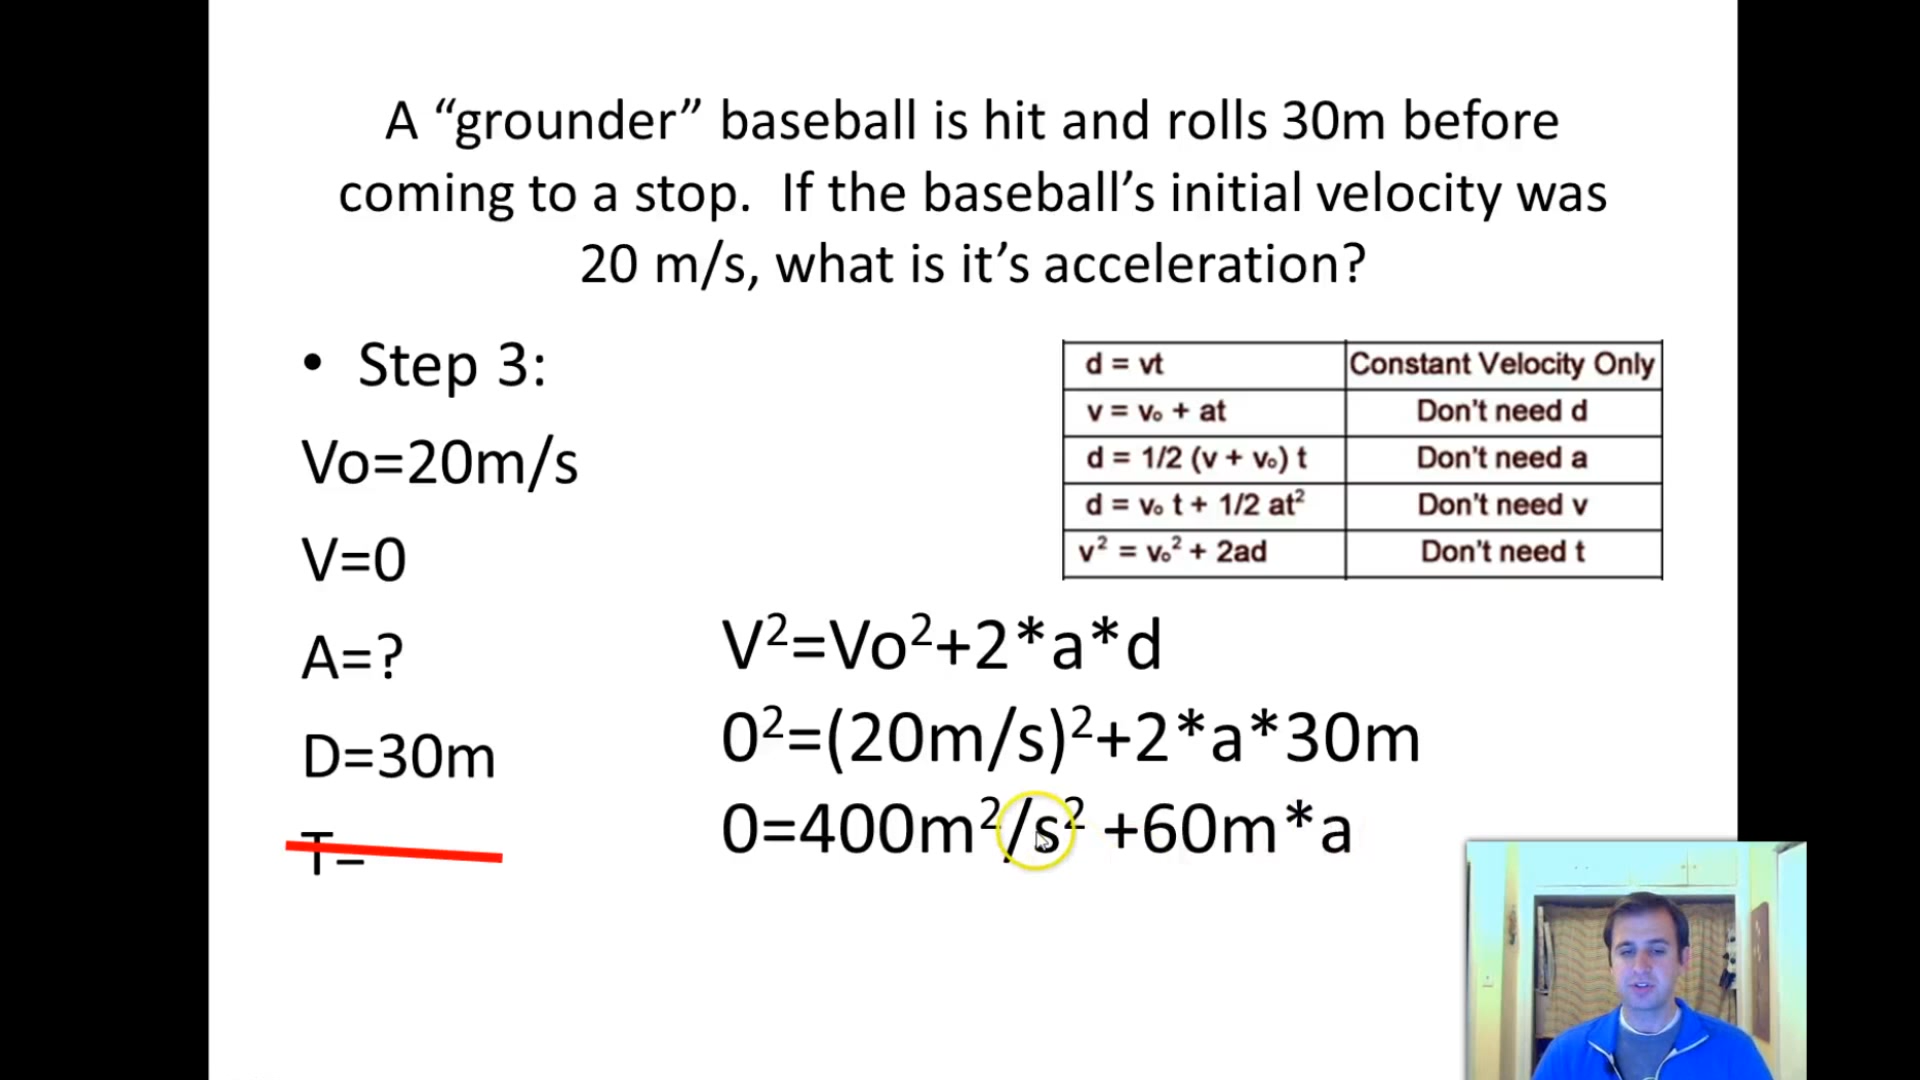 A “grounder” baseball is hit and rolls 30m before
coming to a stop.  If the baseball’s initial velocity was
20 m/s, what is it’s acceleration?
• Step 3:
Vo=20m/s
V=0
A=?
D=30m
T=
d = vt Constant Velocity Only
v = v₀ + at Don't need d
d = 1/2 (v + v₀) t Don't need a
d = v₀ t + 1/2 at² Don't need v
v² = v₀² + 2ad Don't need t
V²=Vo²+2*a*d
0²=(20m/s)²+2*a*30m
0=400m²/s² +60m*a